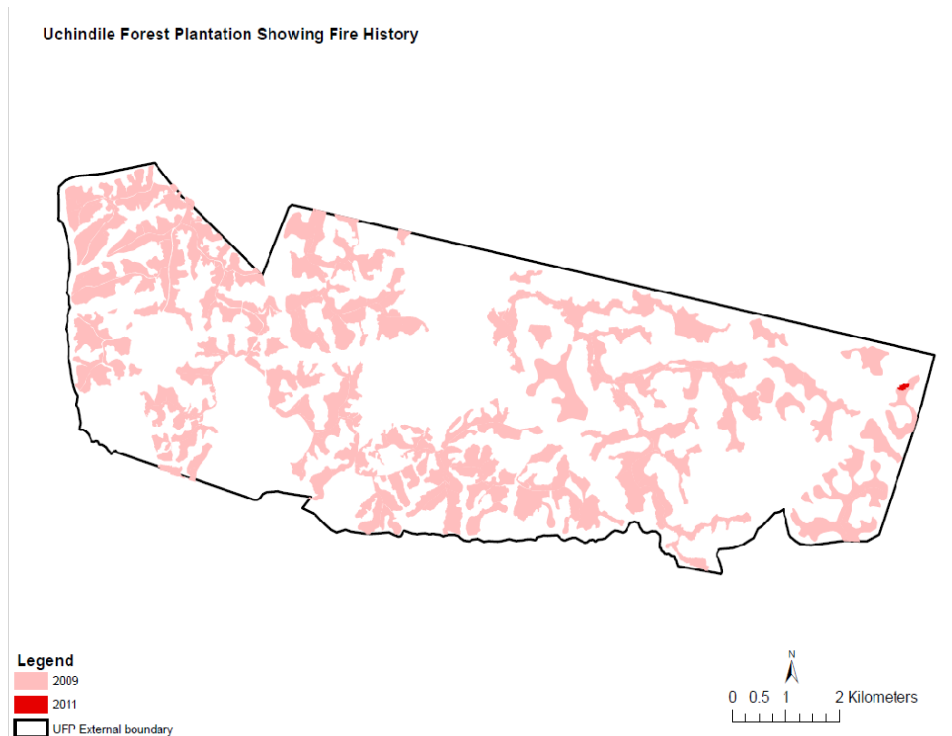 Uchindile Forest Plantation Showing Fire History
N
0 0.5 1 2 Kilometers
Legend
2009
2011
UFP External boundary